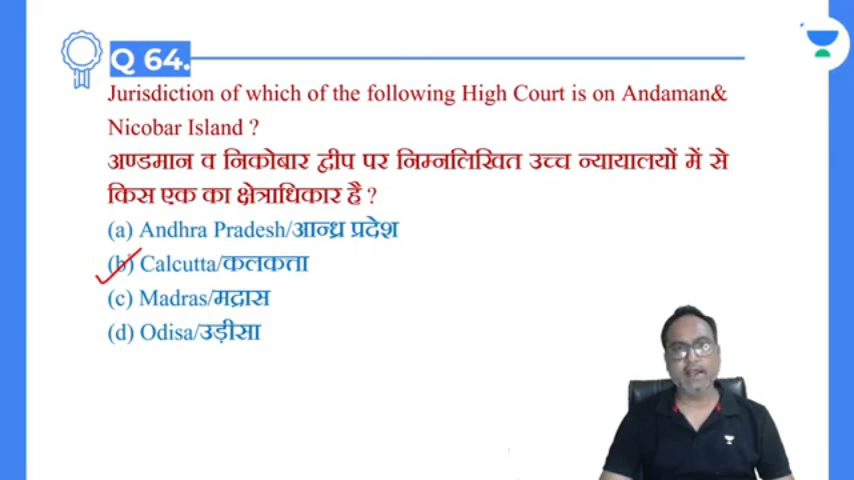 Q 64.
Jurisdiction of which of the following High Court is on Andaman&
Nicobar Island ?
अण्डमान व निकोबार द्वीप पर निम्नलिखित उच्च न्यायालयों में से
किस एक का क्षेत्राधिकार है ?
(a) Andhra Pradesh/आन्ध्र प्रदेश
(b) Calcutta/कलकत्ता
(c) Madras/मद्रास
(d) Odisa/उड़ीसा